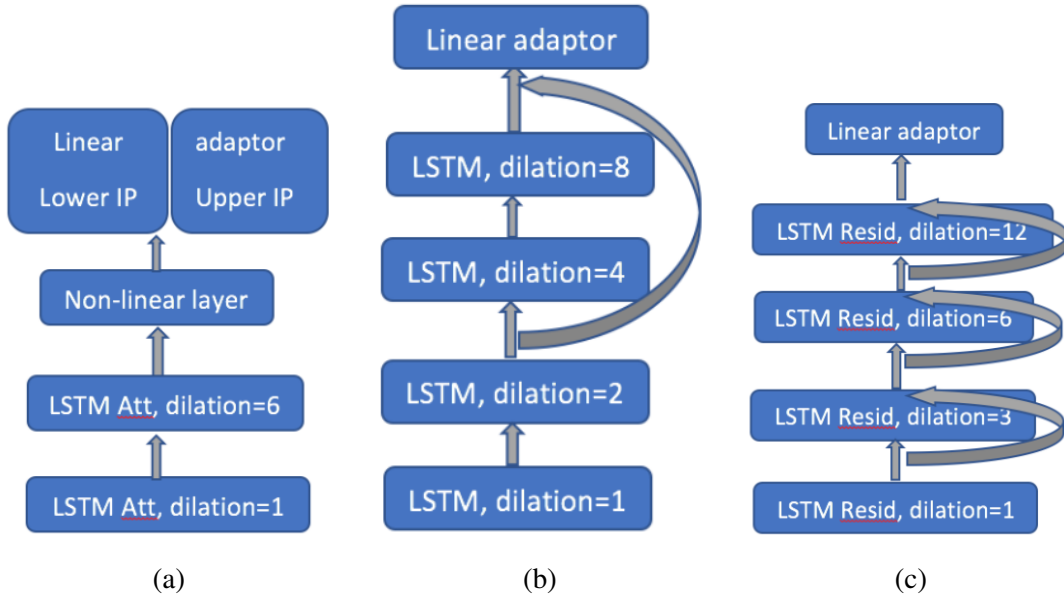 Linear
Lower IP
adaptor
Upper IP
Non-linear layer
LSTM Att, dilation=6
LSTM Att, dilation=1
(a)
Linear adaptor
LSTM, dilation=8
LSTM, dilation=4
LSTM, dilation=2
LSTM, dilation=1
(b)
Linear adaptor
LSTM Resid, dilation=12
LSTM Resid, dilation=6
LSTM Resid, dilation=3
LSTM Resid, dilation=1
(c)